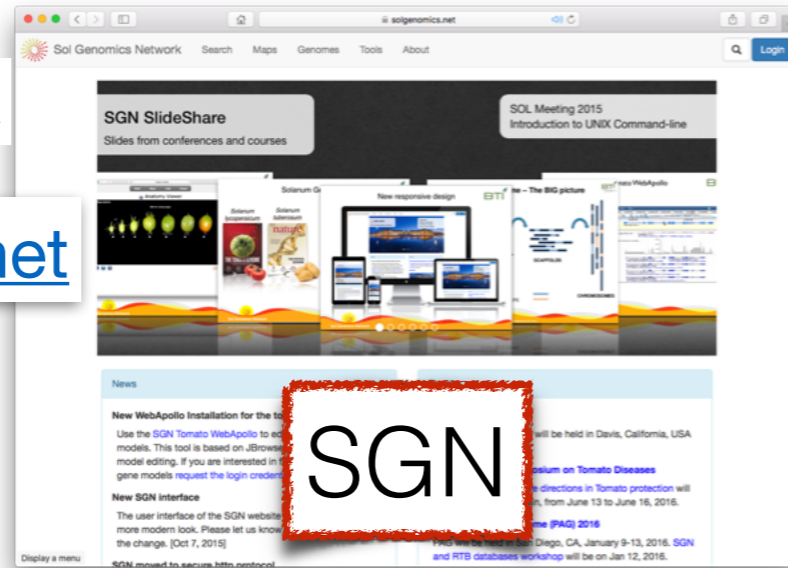 solgenomics.net
Sol Genomics Network Search Maps Genomes Tools About Login
SGN SlideShare
Slides from conferences and courses
SOL Meeting 2015
Introduction to UNIX Command-line
Anatomy Viewer
Solanum
lycopersicum
Solanum
tuberosum
nature
New responsive design
BTI
The BIG picture
SCAFFOLDS
CHROMOSOMES
WebApollo
net
News
New WebApollo Installation for the to
Use the SGN Tomato WebApollo to ed
models. This tool is based on JBrows
model editing. If you are interested in
gene models request the login creden
New SGN interface
The user interface of the SGN website
more modern look. Please let us know
the change. [Oct 7, 2015]
SGN moved to secure http protocol
SGN
will be held in Davis, California, USA
osium on Tomato Diseases
directions in Tomato protection will
in, from June 13 to June 16, 2016.
me (PAG) 2016
PAG will be held in San Diego, CA, January 9-13, 2016. SGN
and RTB databases workshop will be on Jan 12, 2016.
Display a menu